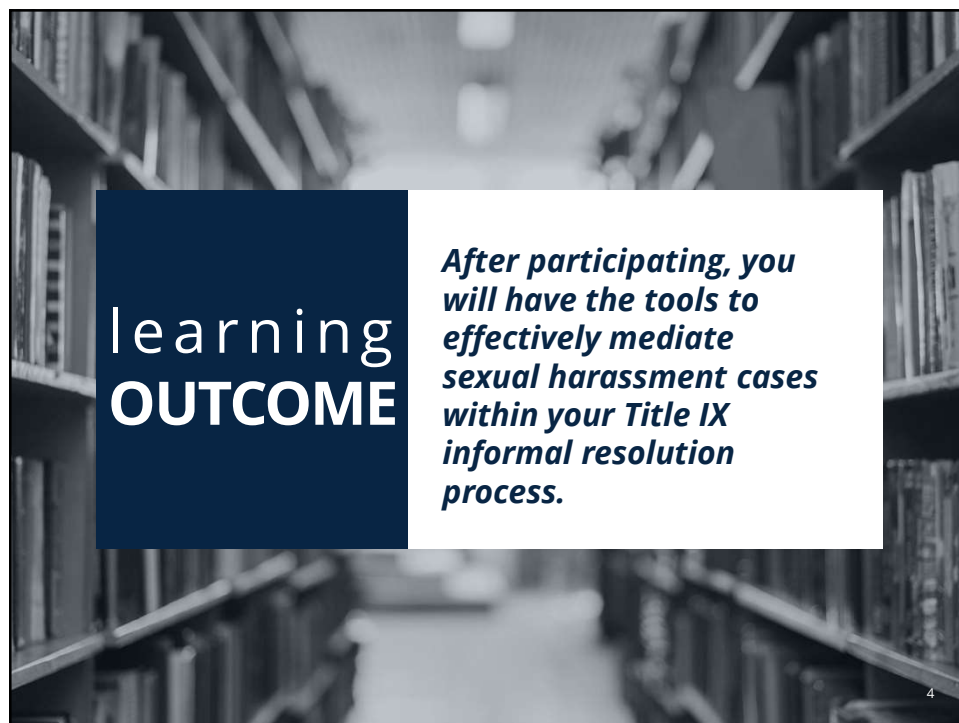 learning
OUTCOME
After participating, you
will have the tools to
effectively mediate
sexual harassment cases
within your Title IX
informal resolution
process.
4